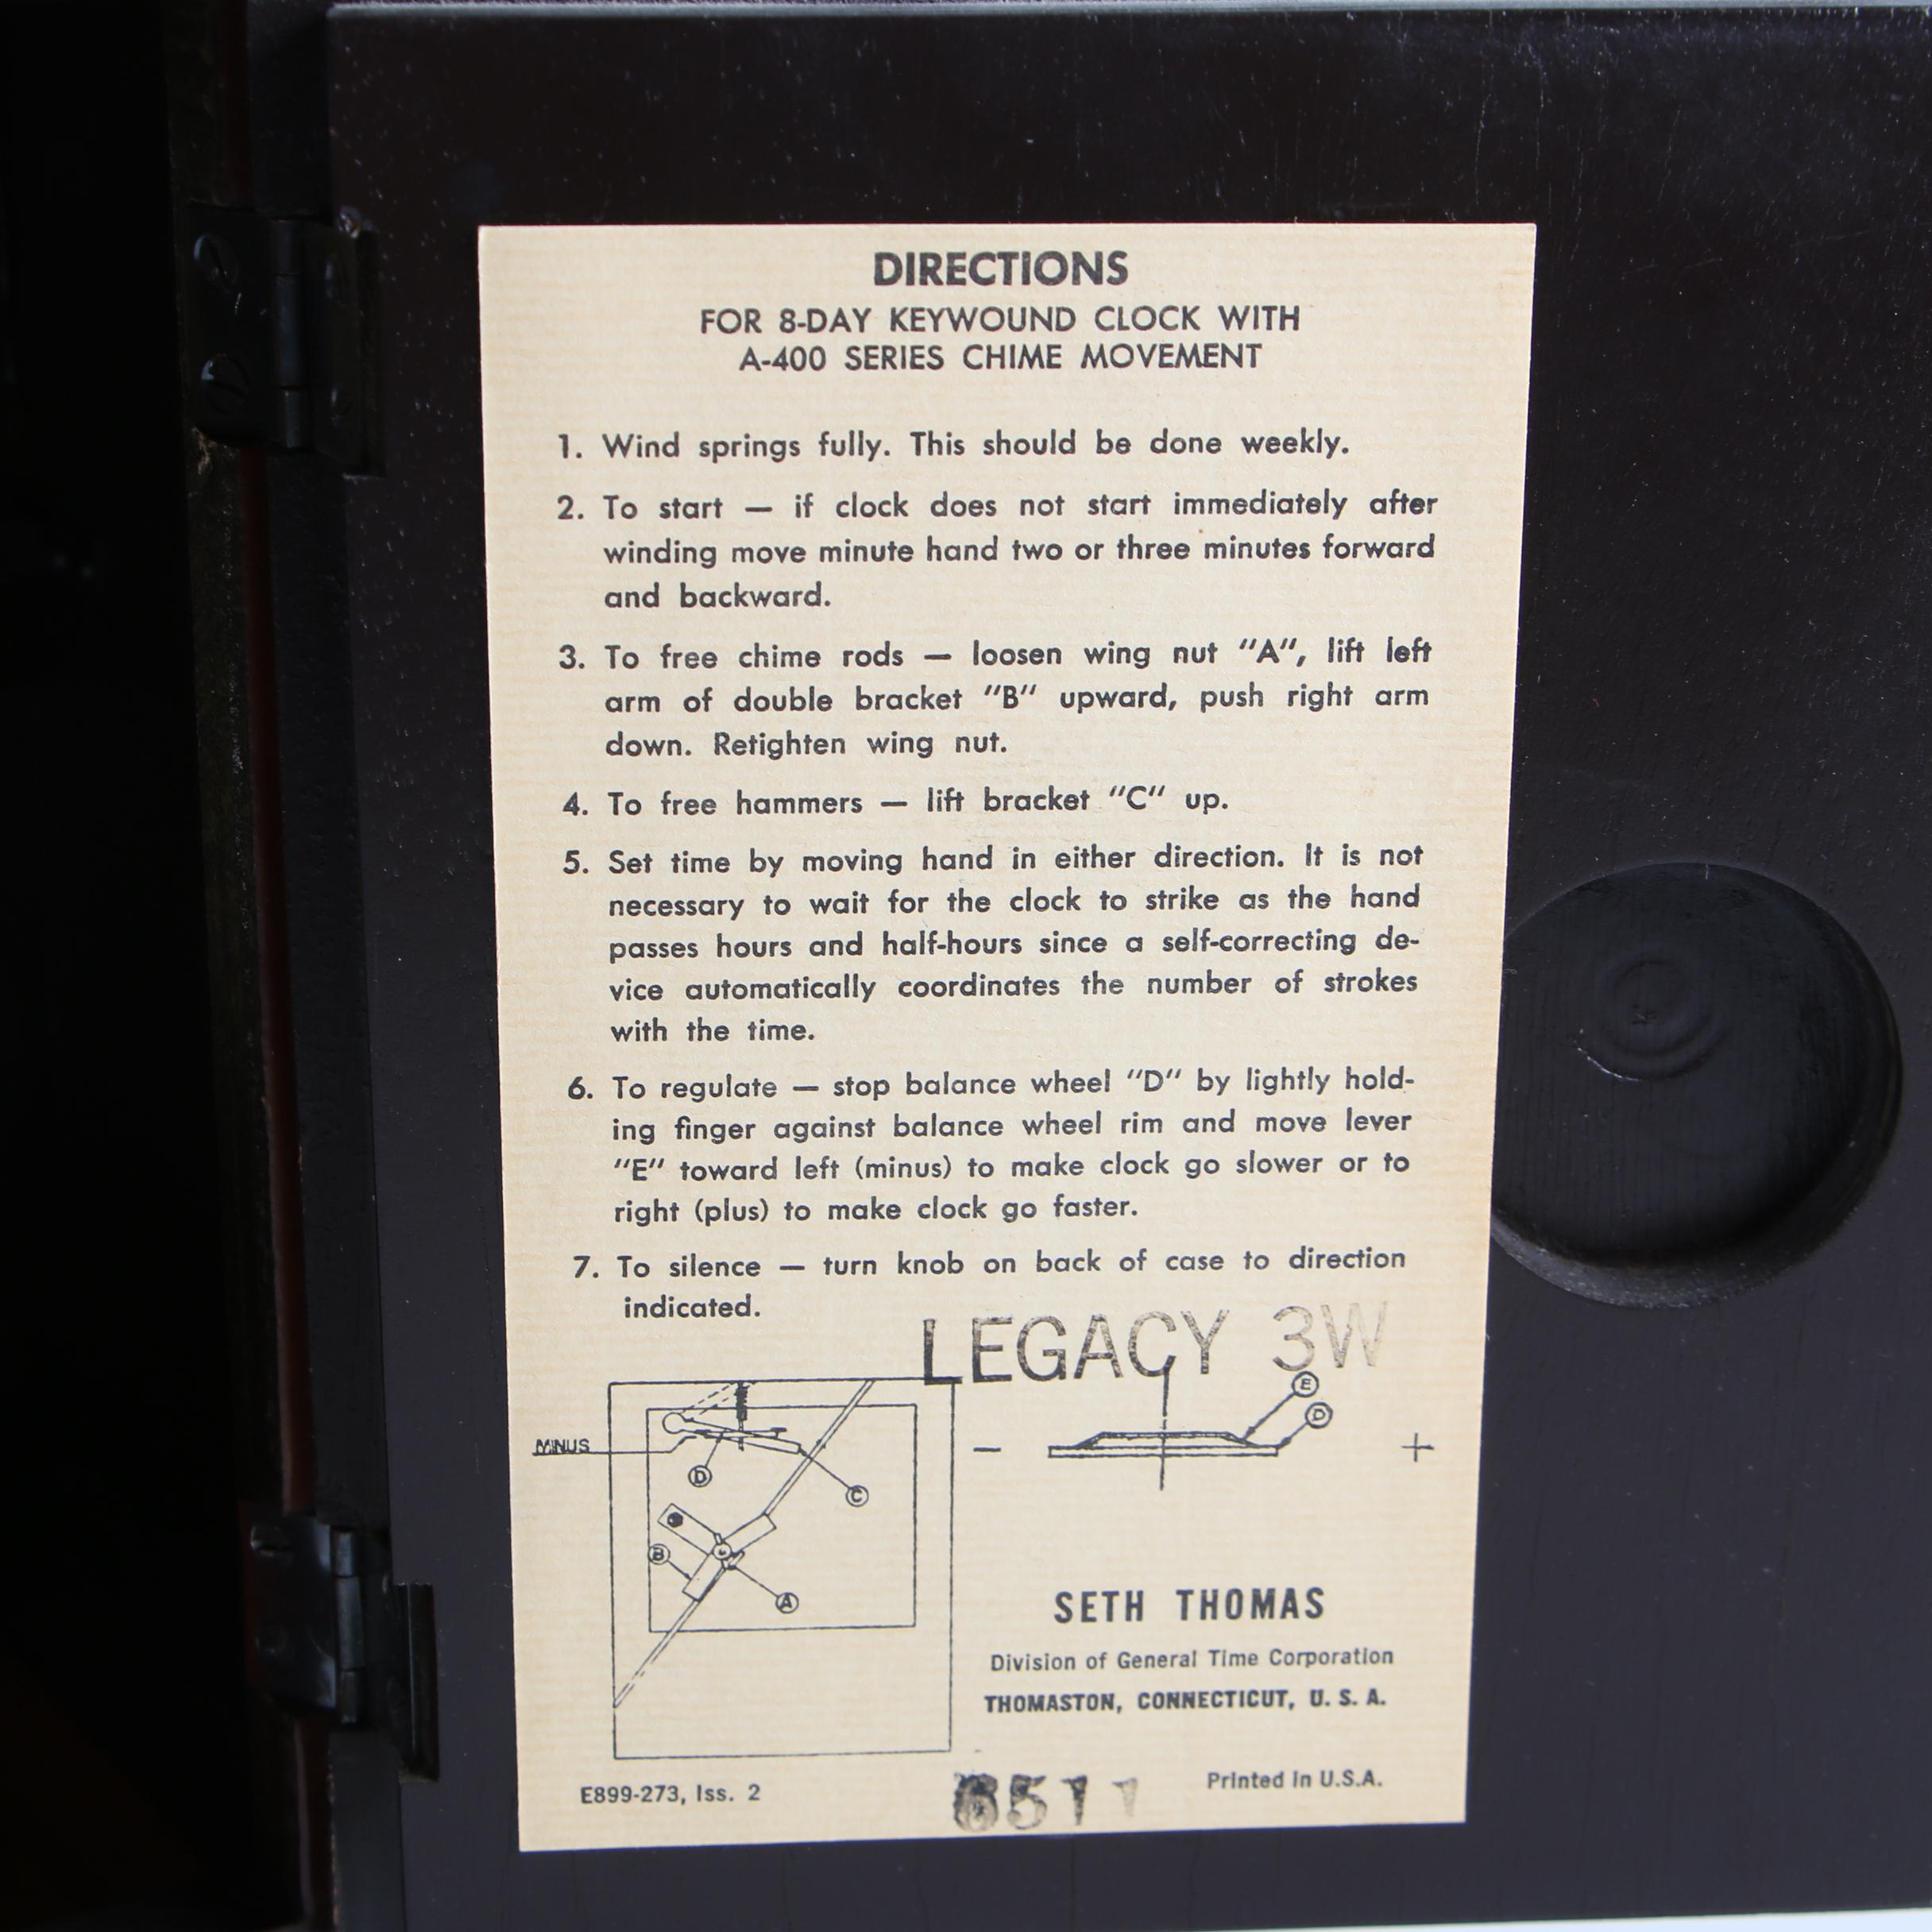 DIRECTIONS
FOR 8-DAY KEYWOUND CLOCK WITH
A-400 SERIES CHIME MOVEMENT
1. Wind springs fully. This should be done weekly.
2. To start — if clock does not start immediately after
winding move minute hand two or three minutes forward
and backward.
3. To free chime rods — loosen wing nut "A", lift left
arm of double bracket "B" upward, push right arm
down. Retighten wing nut.
4. To free hammers — lift bracket "C" up.
5. Set time by moving hand in either direction. It is not
necessary to wait for the clock to strike as the hand
passes hours and half-hours since a self-correcting de-
vice automatically coordinates the number of strokes
with the time.
6. To regulate — stop balance wheel "D" by lightly hold-
ing finger against balance wheel rim and move lever
"E" toward left (minus) to make clock go slower or to
right (plus) to make clock go faster.
7. To silence — turn knob on back of case to direction
indicated.
LEGACY 3W
E
D
MINUS
− +
D
C
B
A
SETH THOMAS
Division of General Time Corporation
THOMASTON, CONNECTICUT, U. S. A.
E899-273, Iss. 2
6511
Printed in U.S.A.